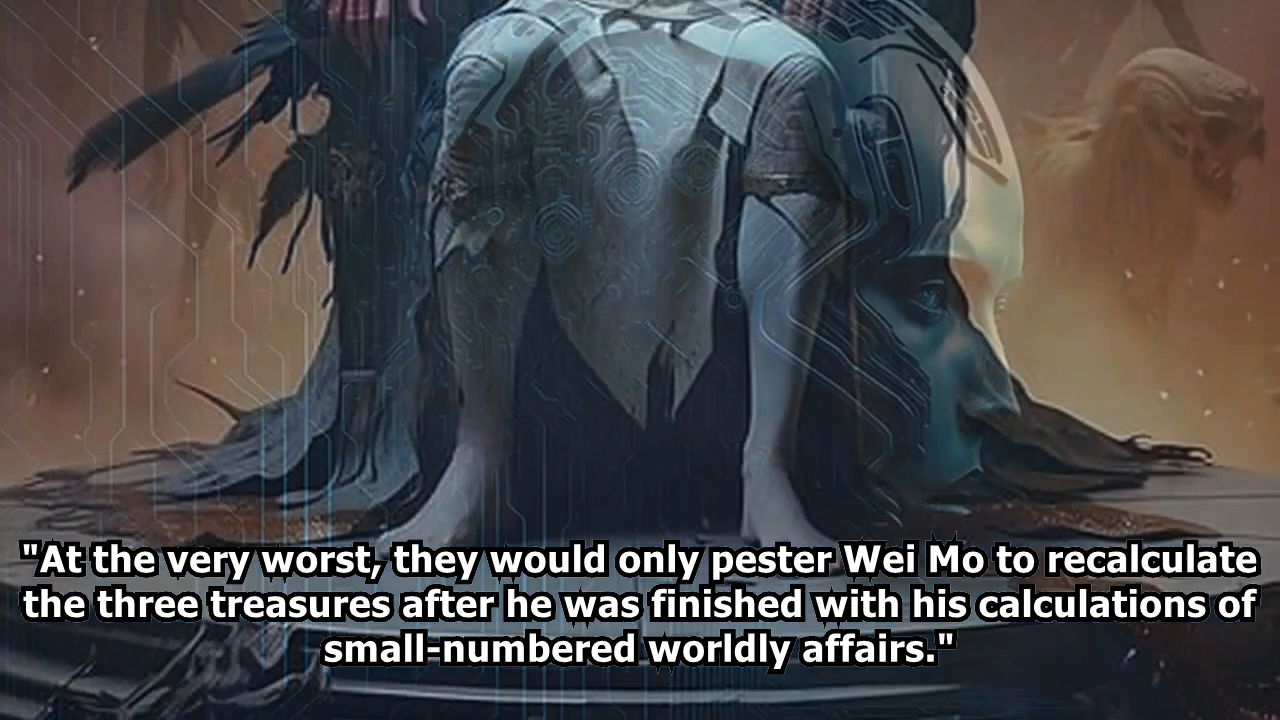 "At the very worst, they would only pester Wei Mo to recalculate
the three treasures after he was finished with his calculations of
small-numbered worldly affairs."